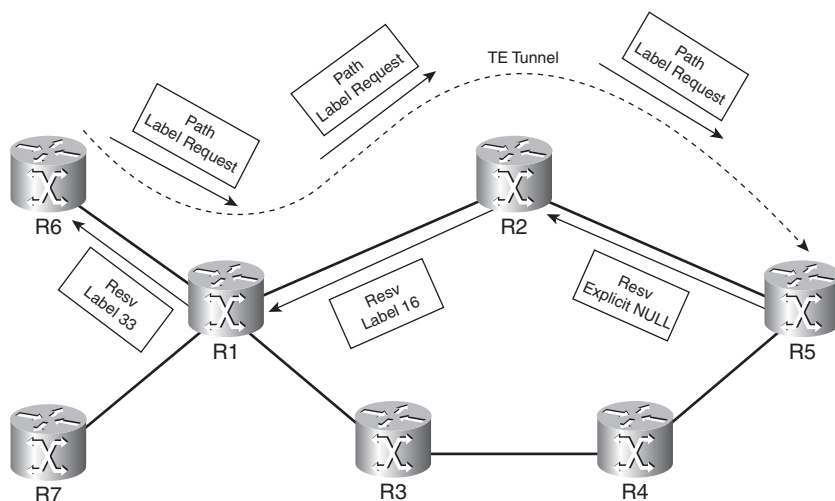 Path
Label Request
TE Tunnel
Path
Label Request
Path
Label Request
R6
R2
Resv
Label 33
Resv
Label 16
Resv
Explicit NULL
R1
R5
R7
R3
R4